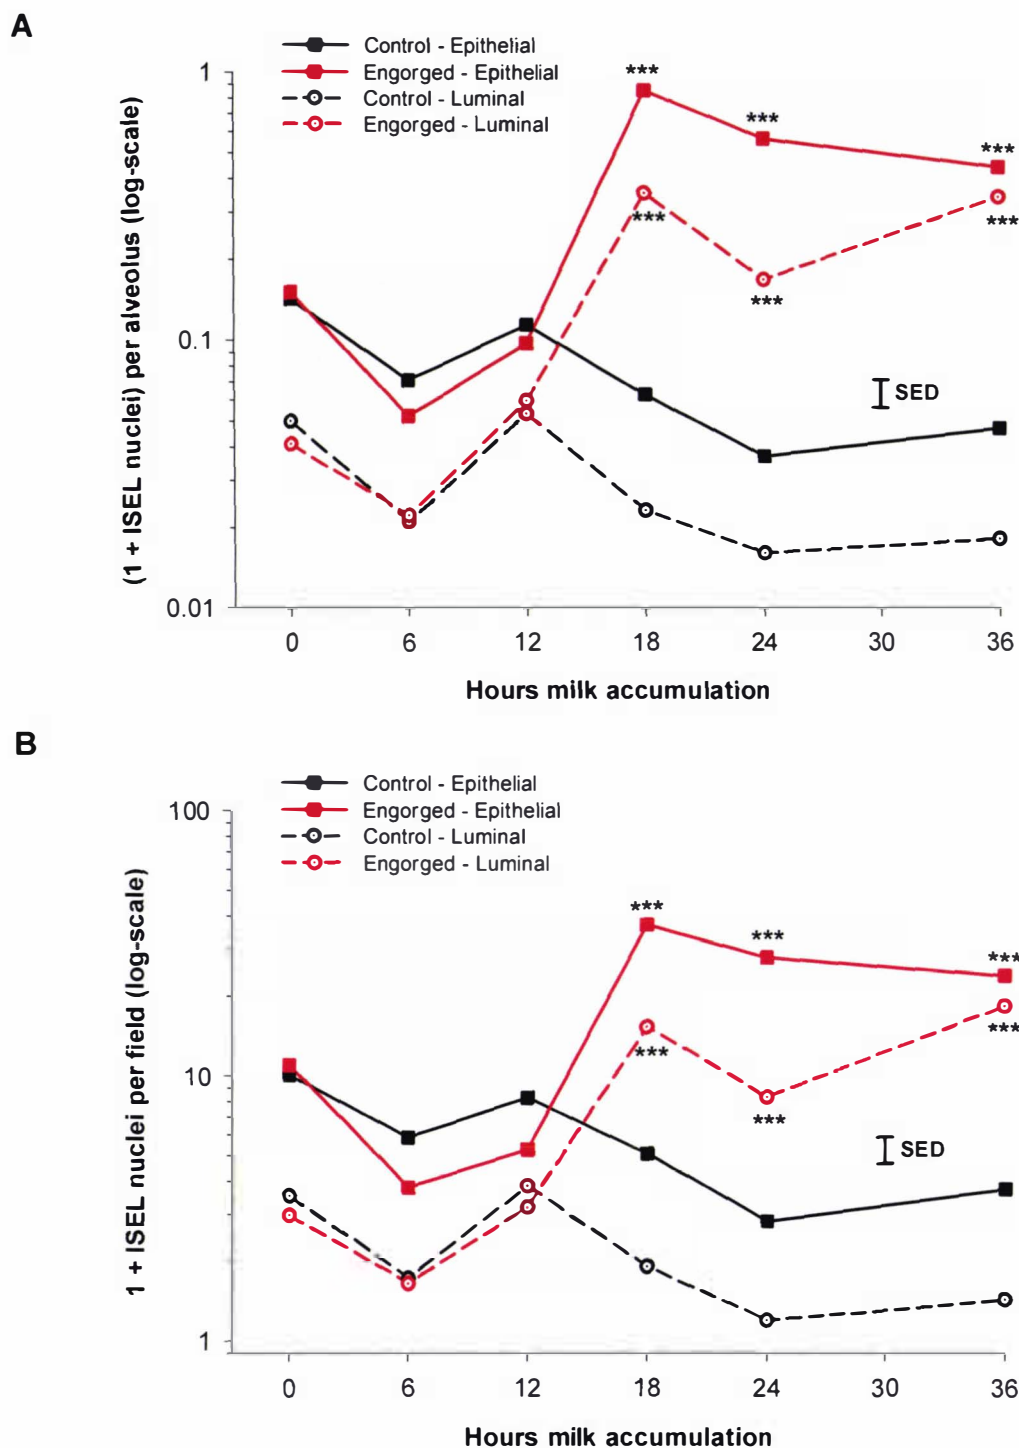 A
Control - Epithelial
Engorged - Epithelial
Control - Luminal
Engorged - Luminal
(1 + ISEL nuclei) per alveolus (log-scale)
1
0.1
0.01
***
***
***
***
***
***
SED
0 6 12 18 24 30 36
Hours milk accumulation
B
Control - Epithelial
Engorged - Epithelial
Control - Luminal
Engorged - Luminal
1 + ISEL nuclei per field (log-scale)
100
10
1
***
***
***
***
***
***
SED
0 6 12 18 24 30 36
Hours milk accumulation